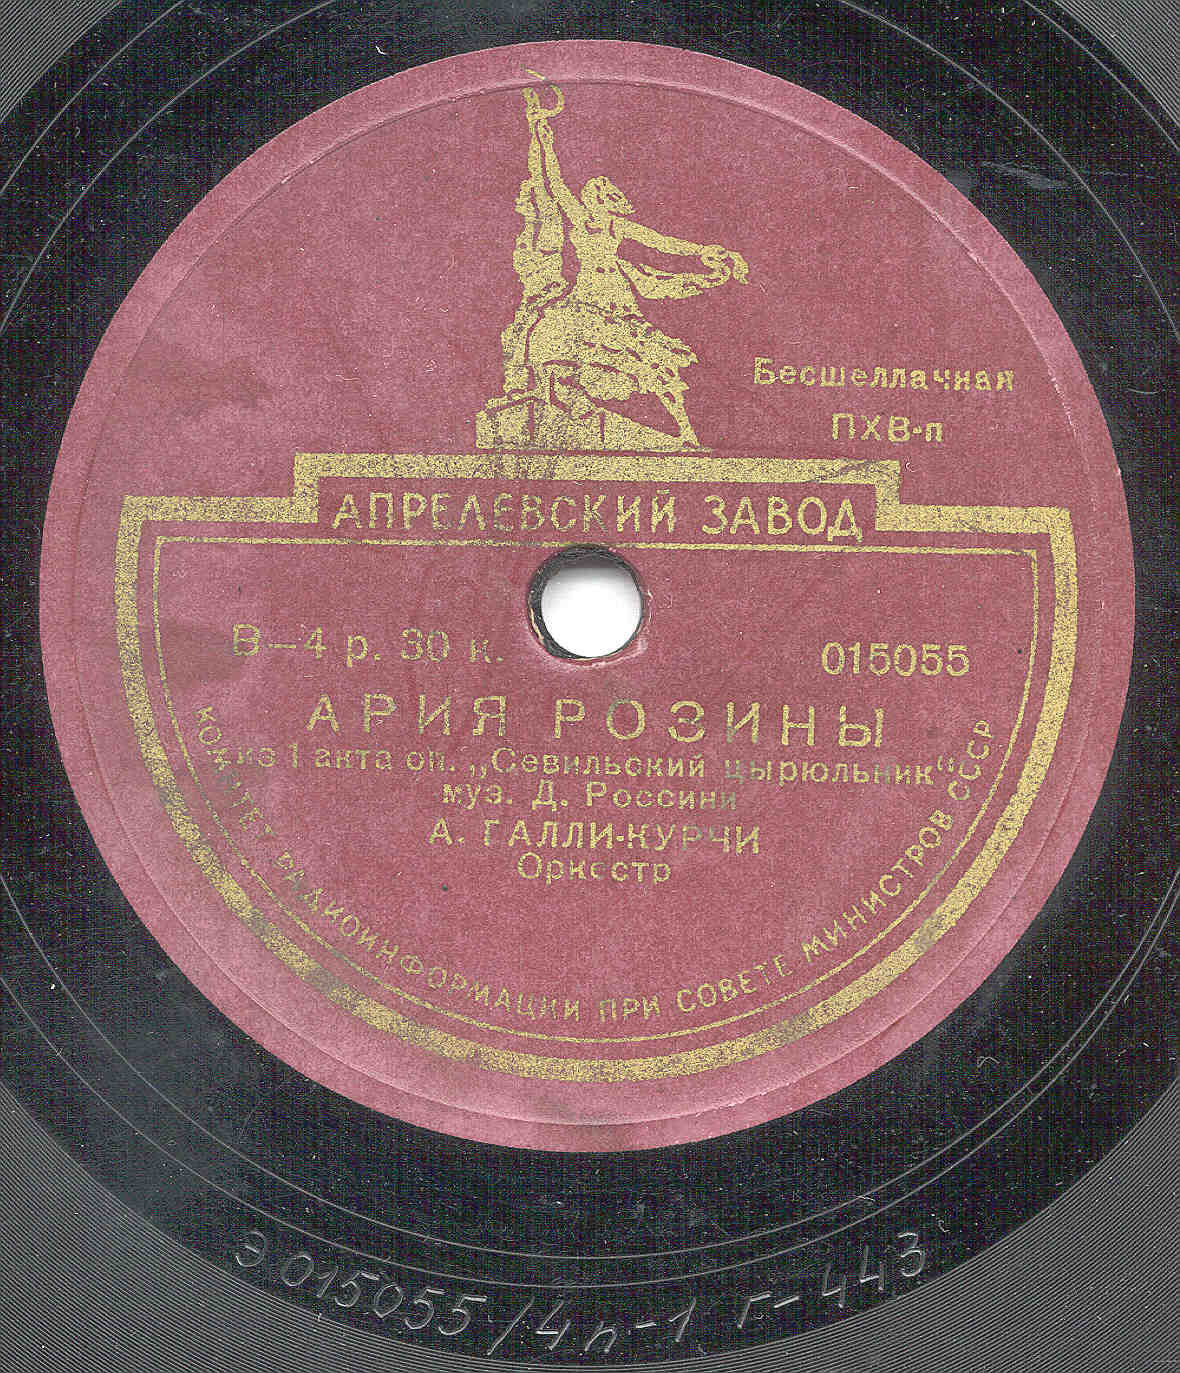 Бесшеллачная
ПХВ-п
АПРЕЛЕВСКИЙ ЗАВОД
В–4 р. 30 к.
015055
АРИЯ РОЗИНЫ
из 1 акта оп. „Севильский цырюльник“
муз. Д. Россини
А. ГАЛЛИ-КУРЧИ
Оркестр
КОМИТЕТ РАДИОИНФОРМАЦИИ ПРИ СОВЕТЕ МИНИСТРОВ СССР
Э015055/4п-1 г-443